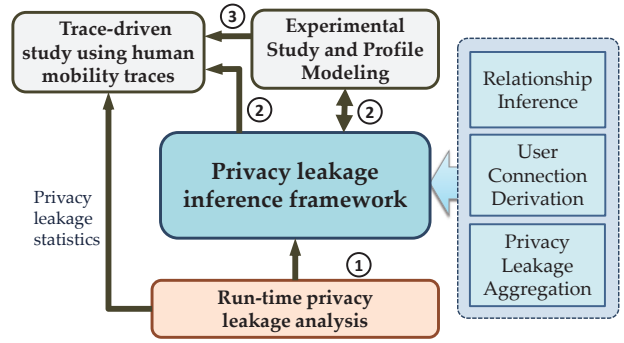 Trace-driven
study using human
mobility traces
③
Experimental
Study and Profile
Modeling
②
②
Privacy leakage
inference framework
Relationship
Inference
User
Connection
Derivation
Privacy
Leakage
Aggregation
Privacy
leakage
statistics
①
Run-time privacy
leakage analysis